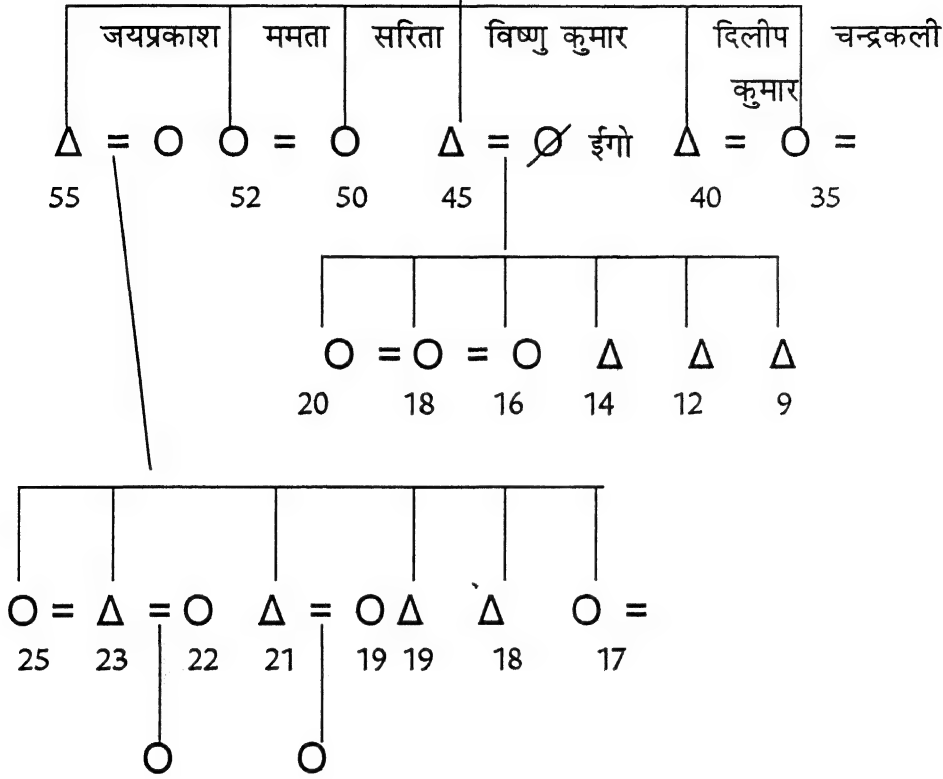 जयप्रकाश ममता सरिता विष्णु कुमार दिलीप चन्द्रकली
कुमार
Δ = O O = O Δ = Ø ईगो Δ = O =
55 52 50 45 40 35
O = O = O Δ Δ Δ
20 18 16 14 12 9
O = Δ = O Δ = O Δ Δ O =
25 23 22 21 19 19 18 17
O O